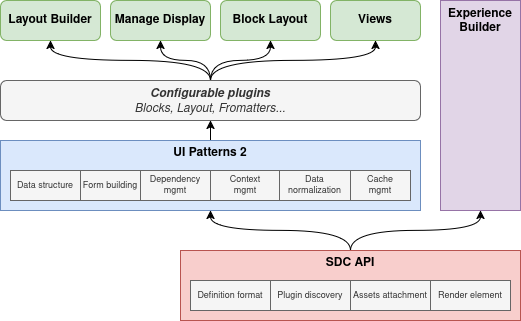 Layout Builder
Manage Display
Block Layout
Views
Experience
Builder
Configurable plugins
Blocks, Layout, Fromatters...
UI Patterns 2
Data structure
Form building
Dependency
mgmt
Context
mgmt
Data
normalization
Cache
mgmt
SDC API
Definition format
Plugin discovery
Assets attachment
Render element